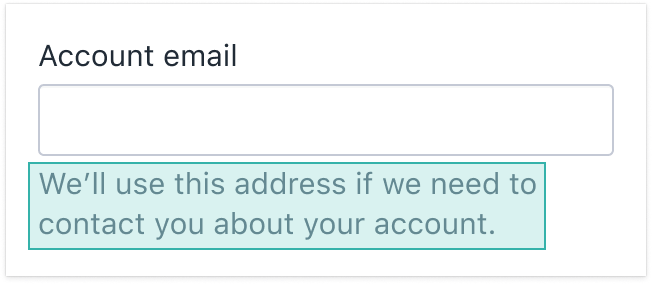 Account email
We’ll use this address if we need to
contact you about your account.